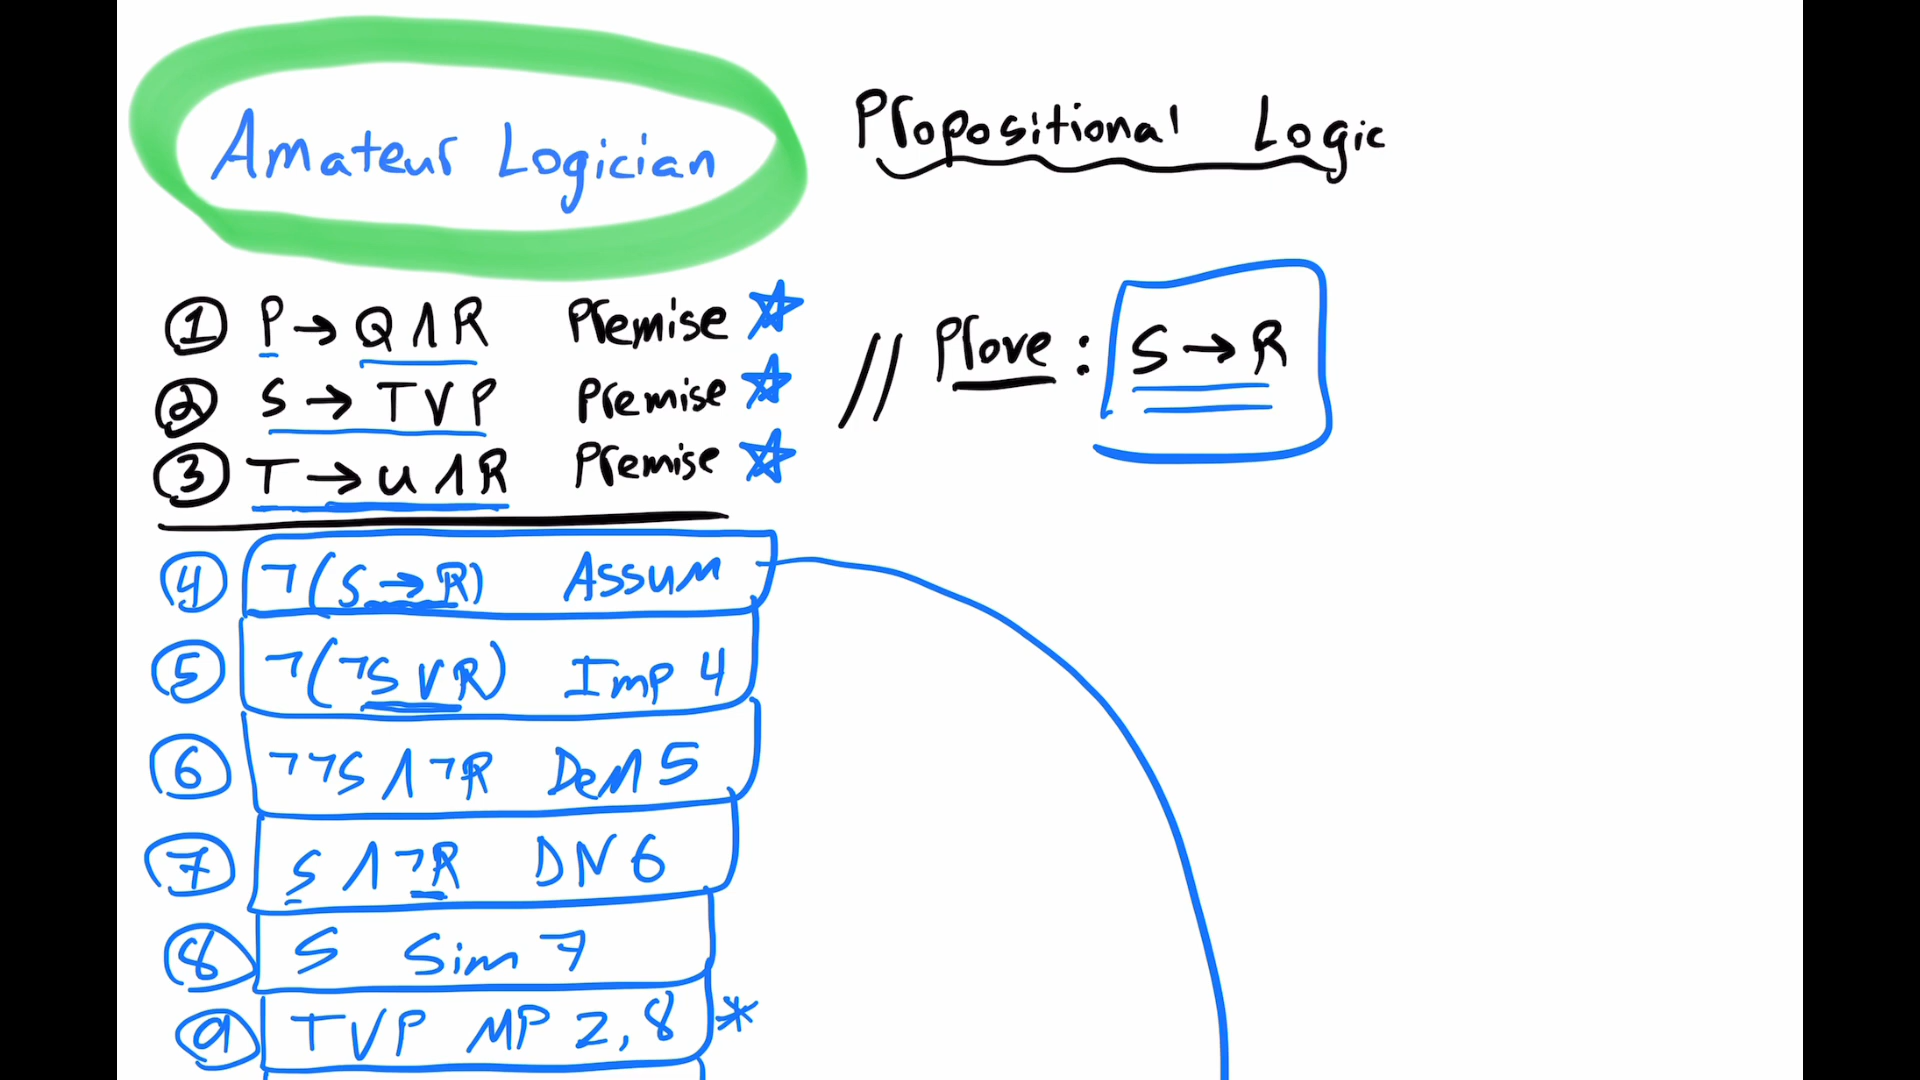 Amateur Logician
Propositional Logic
① P → Q ∧ R Premise
② S → T ∨ P Premise
③ T → U ∧ R Premise
// Prove: S → R
④ ¬(S → R) Assum
⑤ ¬(¬S ∨ R) Imp 4
⑥ ¬¬S ∧ ¬R DeM 5
⑦ S ∧ ¬R DN 6
⑧ S Sim 7
⑨ T ∨ P MP 2, 8 *